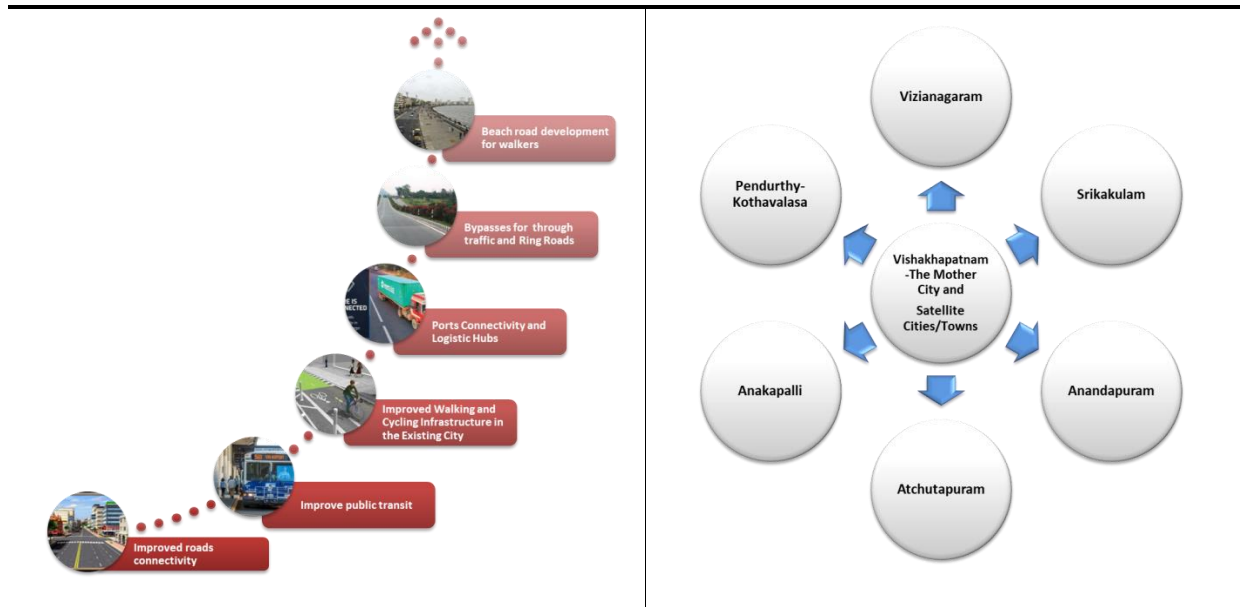 Beach road development
for walkers
Bypasses for through
traffic and Ring Roads
Ports Connectivity and
Logistic Hubs
Improved Walking and
Cycling Infrastructure in
the Existing City
Improve public transit
Improved roads
connectivity
Vizianagaram
Pendurthy-
Kothavalasa
Srikakulam
Vishakhapatnam
-The Mother
City and
Satellite
Cities/Towns
Anakapalli
Anandapuram
Atchutapuram